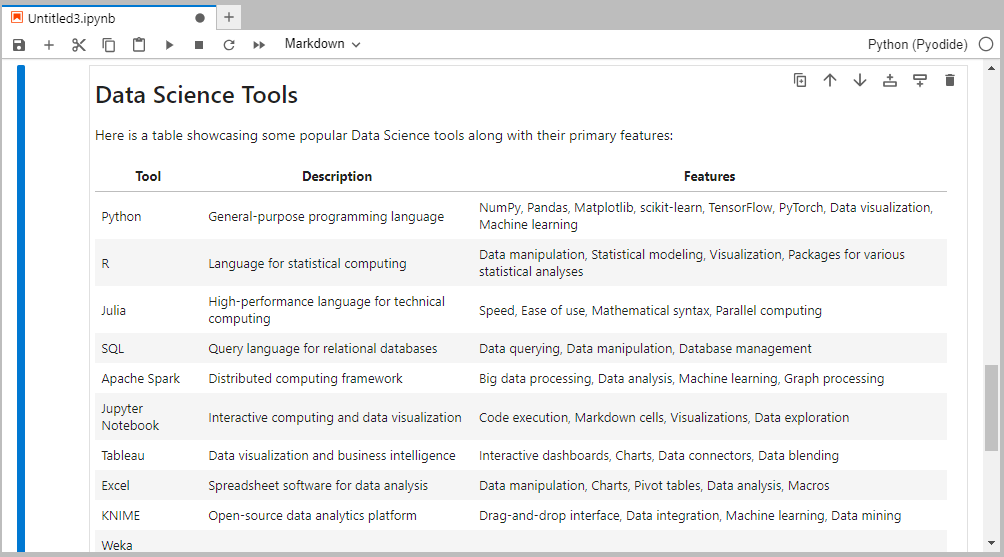 Untitled3.ipynb
Markdown
Python (Pyodide)
Data Science Tools
Here is a table showcasing some popular Data Science tools along with their primary features:
Tool Description Features
Python General-purpose programming language NumPy, Pandas, Matplotlib, scikit-learn, TensorFlow, PyTorch, Data visualization,
Machine learning
R Language for statistical computing Data manipulation, Statistical modeling, Visualization, Packages for various
statistical analyses
Julia High-performance language for technical
computing Speed, Ease of use, Mathematical syntax, Parallel computing
SQL Query language for relational databases Data querying, Data manipulation, Database management
Apache Spark Distributed computing framework Big data processing, Data analysis, Machine learning, Graph processing
Jupyter
Notebook Interactive computing and data visualization Code execution, Markdown cells, Visualizations, Data exploration
Tableau Data visualization and business intelligence Interactive dashboards, Charts, Data connectors, Data blending
Excel Spreadsheet software for data analysis Data manipulation, Charts, Pivot tables, Data analysis, Macros
KNIME Open-source data analytics platform Drag-and-drop interface, Data integration, Machine learning, Data mining
Weka